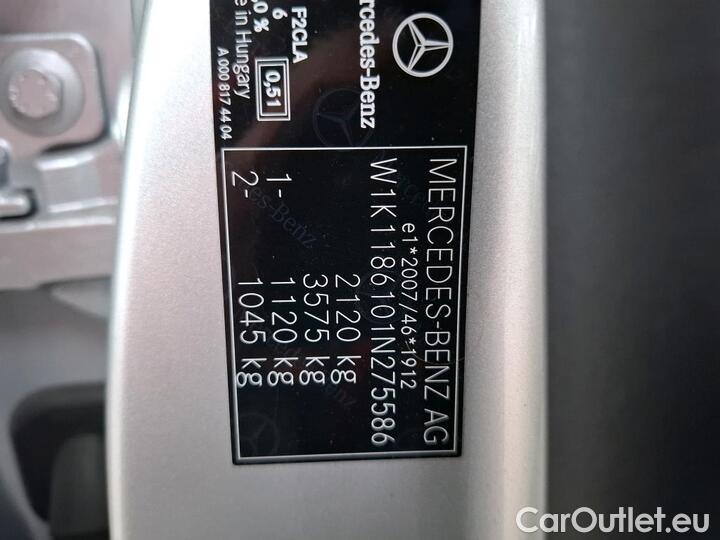 Mercedes-Benz
F2CLA
6
,0 %
0,51
e in Hungary
A 000 817 44 04
MERCEDES-BENZ AG
e1*2007/46*1912
W1K1186101N275586
2120 kg
3575 kg
1- 1120 kg
2- 1045 kg
CarOutlet.eu